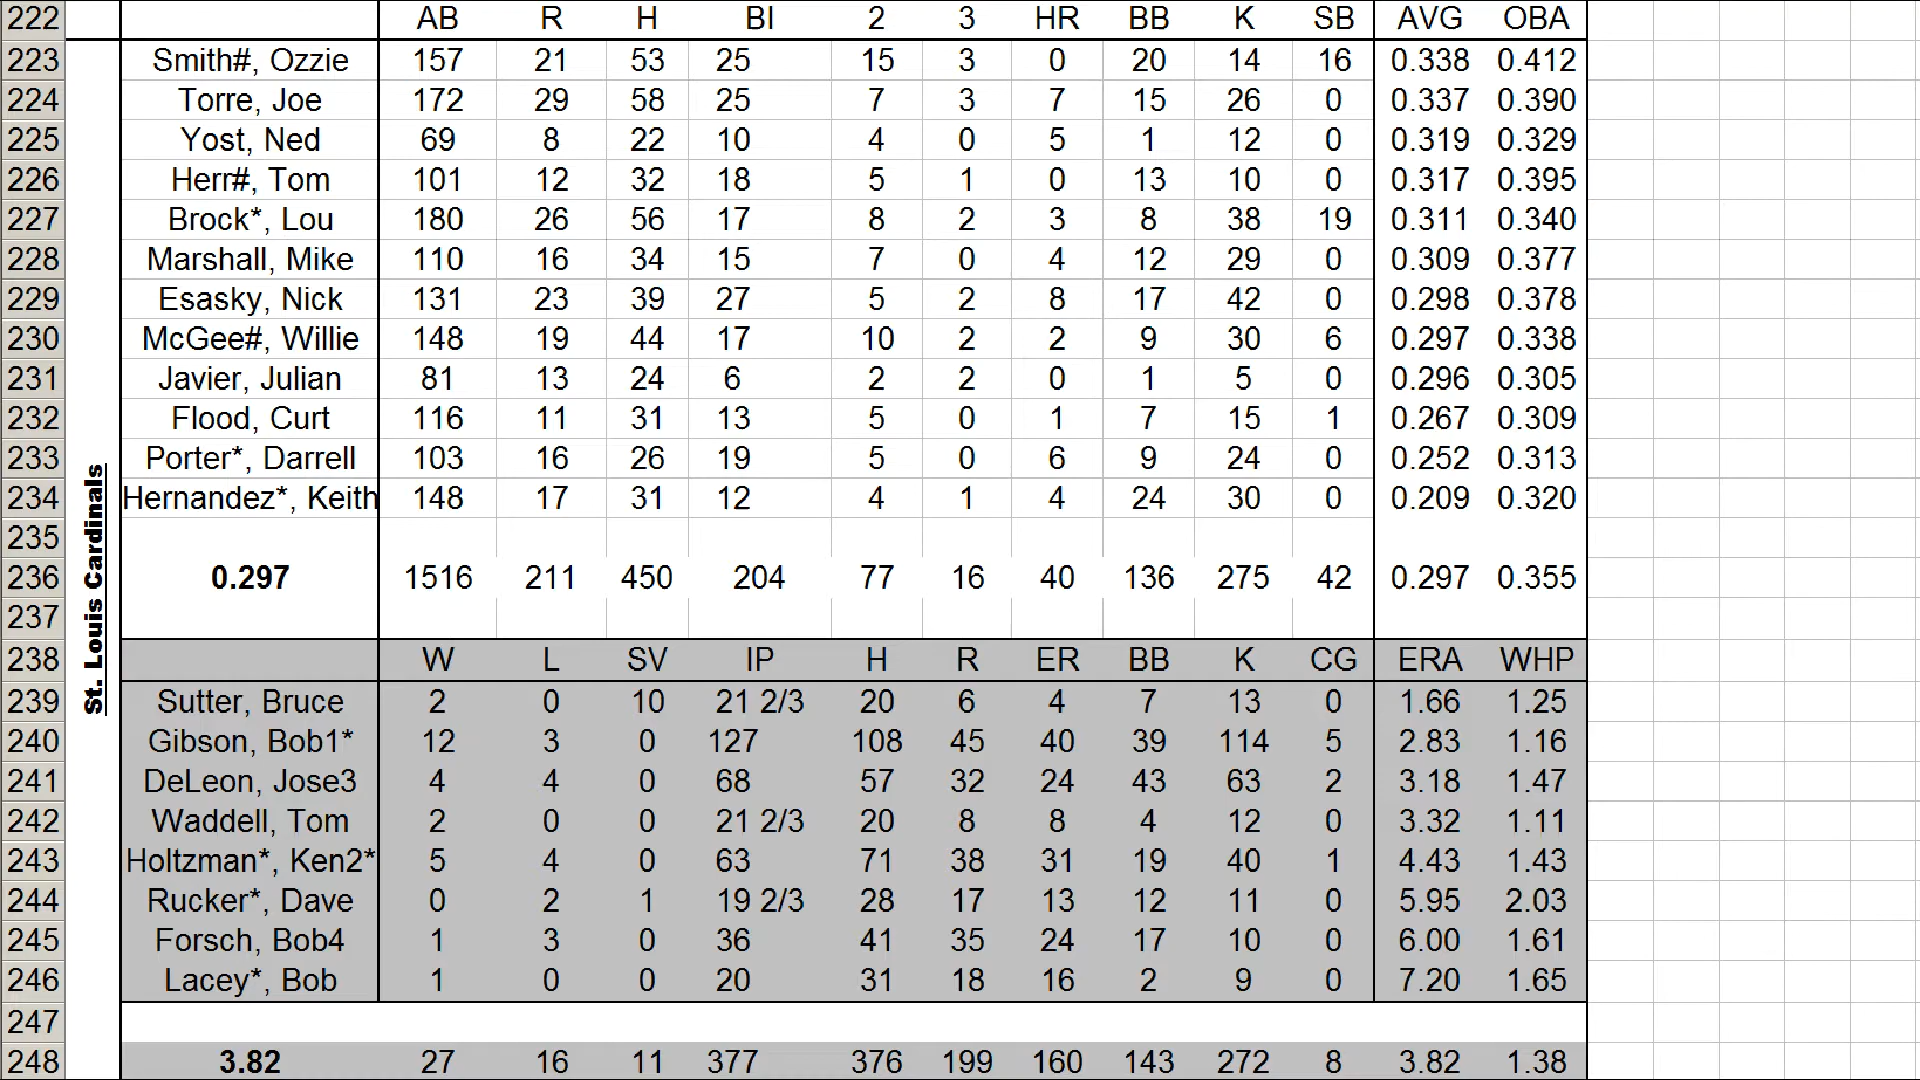 222 AB R H BI 2 3 HR BB K SB AVG OBA
223 Smith#, Ozzie 157 21 53 25 15 3 0 20 14 16 0.338 0.412
224 Torre, Joe 172 29 58 25 7 3 7 15 26 0 0.337 0.390
225 Yost, Ned 69 8 22 10 4 0 5 1 12 0 0.319 0.329
226 Herr#, Tom 101 12 32 18 5 1 0 13 10 0 0.317 0.395
227 Brock*, Lou 180 26 56 17 8 2 3 8 38 19 0.311 0.340
228 Marshall, Mike 110 16 34 15 7 0 4 12 29 0 0.309 0.377
229 Esasky, Nick 131 23 39 27 5 2 8 17 42 0 0.298 0.378
230 McGee#, Willie 148 19 44 17 10 2 2 9 30 6 0.297 0.338
231 Javier, Julian 81 13 24 6 2 2 0 1 5 0 0.296 0.305
232 Flood, Curt 116 11 31 13 5 0 1 7 15 1 0.267 0.309
233 Porter*, Darrell 103 16 26 19 5 0 6 9 24 0 0.252 0.313
234 Hernandez*, Keith 148 17 31 12 4 1 4 24 30 0 0.209 0.320
235
236 0.297 1516 211 450 204 77 16 40 136 275 42 0.297 0.355
237
St. Louis Cardinals
238 W L SV IP H R ER BB K CG ERA WHP
239 Sutter, Bruce 2 0 10 21 2/3 20 6 4 7 13 0 1.66 1.25
240 Gibson, Bob1* 12 3 0 127 108 45 40 39 114 5 2.83 1.16
241 DeLeon, Jose3 4 4 0 68 57 32 24 43 63 2 3.18 1.47
242 Waddell, Tom 2 0 0 21 2/3 20 8 8 4 12 0 3.32 1.11
243 Holtzman*, Ken2* 5 4 0 63 71 38 31 19 40 1 4.43 1.43
244 Rucker*, Dave 0 2 1 19 2/3 28 17 13 12 11 0 5.95 2.03
245 Forsch, Bob4 1 3 0 36 41 35 24 17 10 0 6.00 1.61
246 Lacey*, Bob 1 0 0 20 31 18 16 2 9 0 7.20 1.65
247
248 3.82 27 16 11 377 376 199 160 143 272 8 3.82 1.38